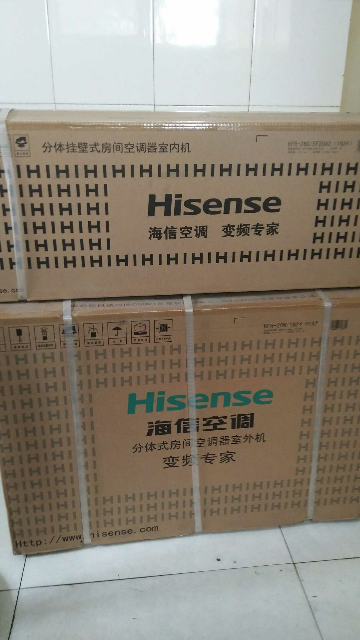 分体挂壁式房间空调器室内机
Hisense
海信空调 变频专家
Hisense
海信空调
分体式房间空调器室外机
变频专家
Http://www.hisense.com